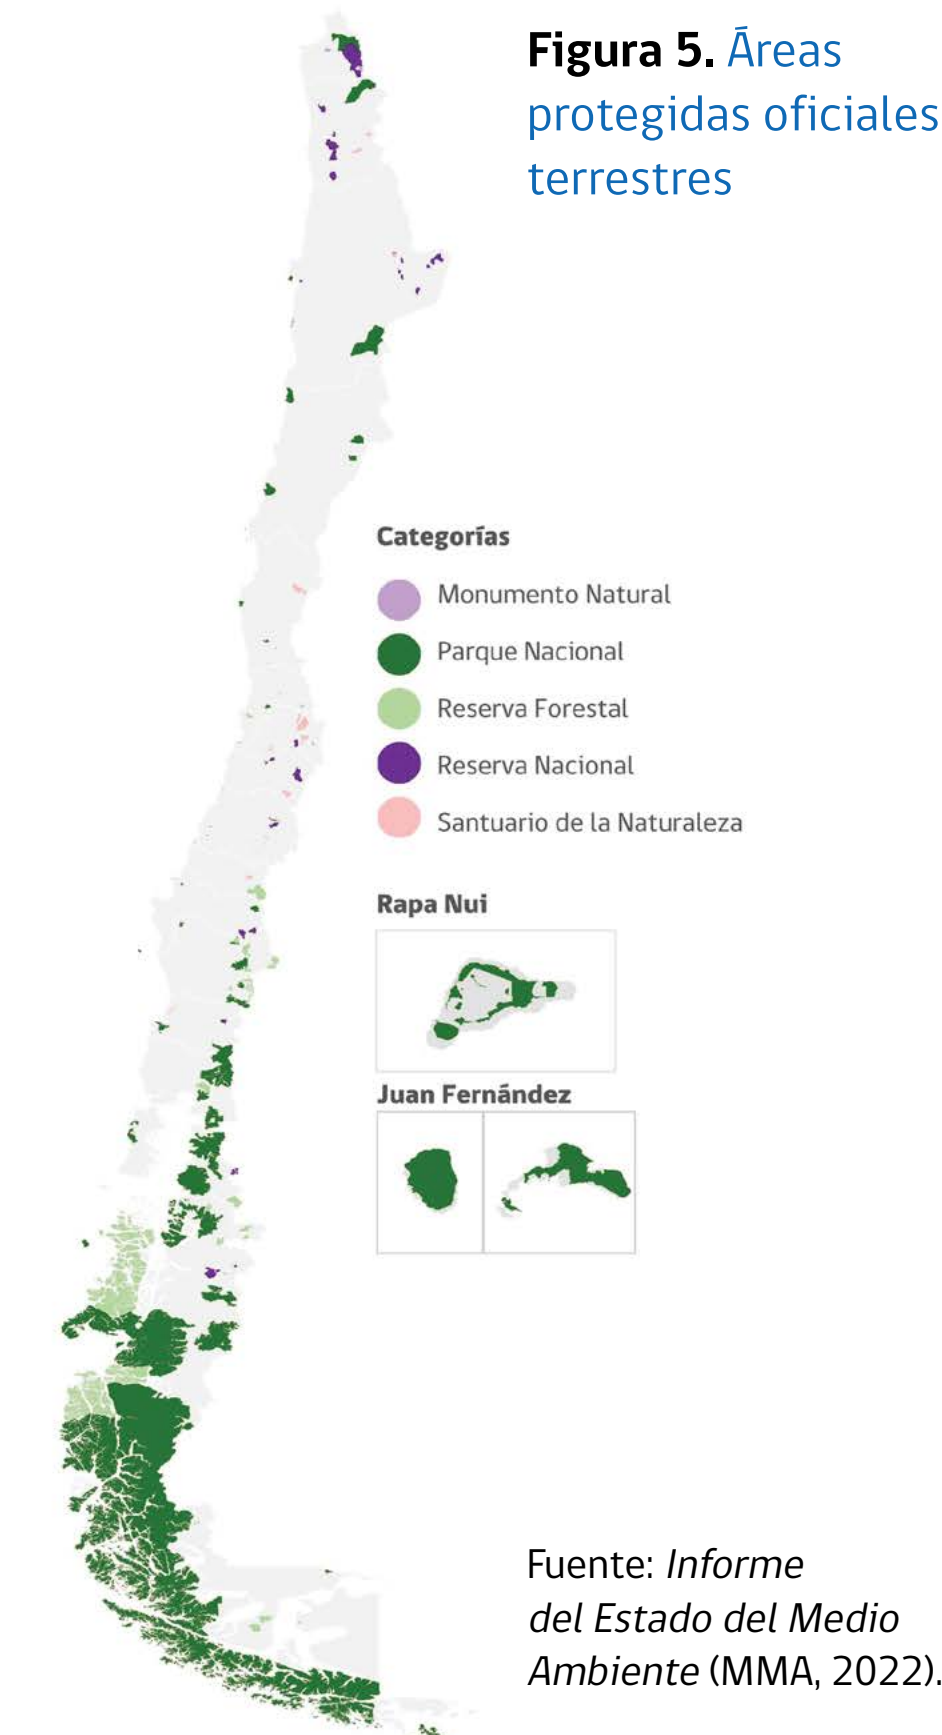 Figura 5. Áreas
protegidas oficiales
terrestres
Categorías
Monumento Natural
Parque Nacional
Reserva Forestal
Reserva Nacional
Santuario de la Naturaleza
Rapa Nui
Juan Fernández
Fuente: Informe
del Estado del Medio
Ambiente (MMA, 2022).